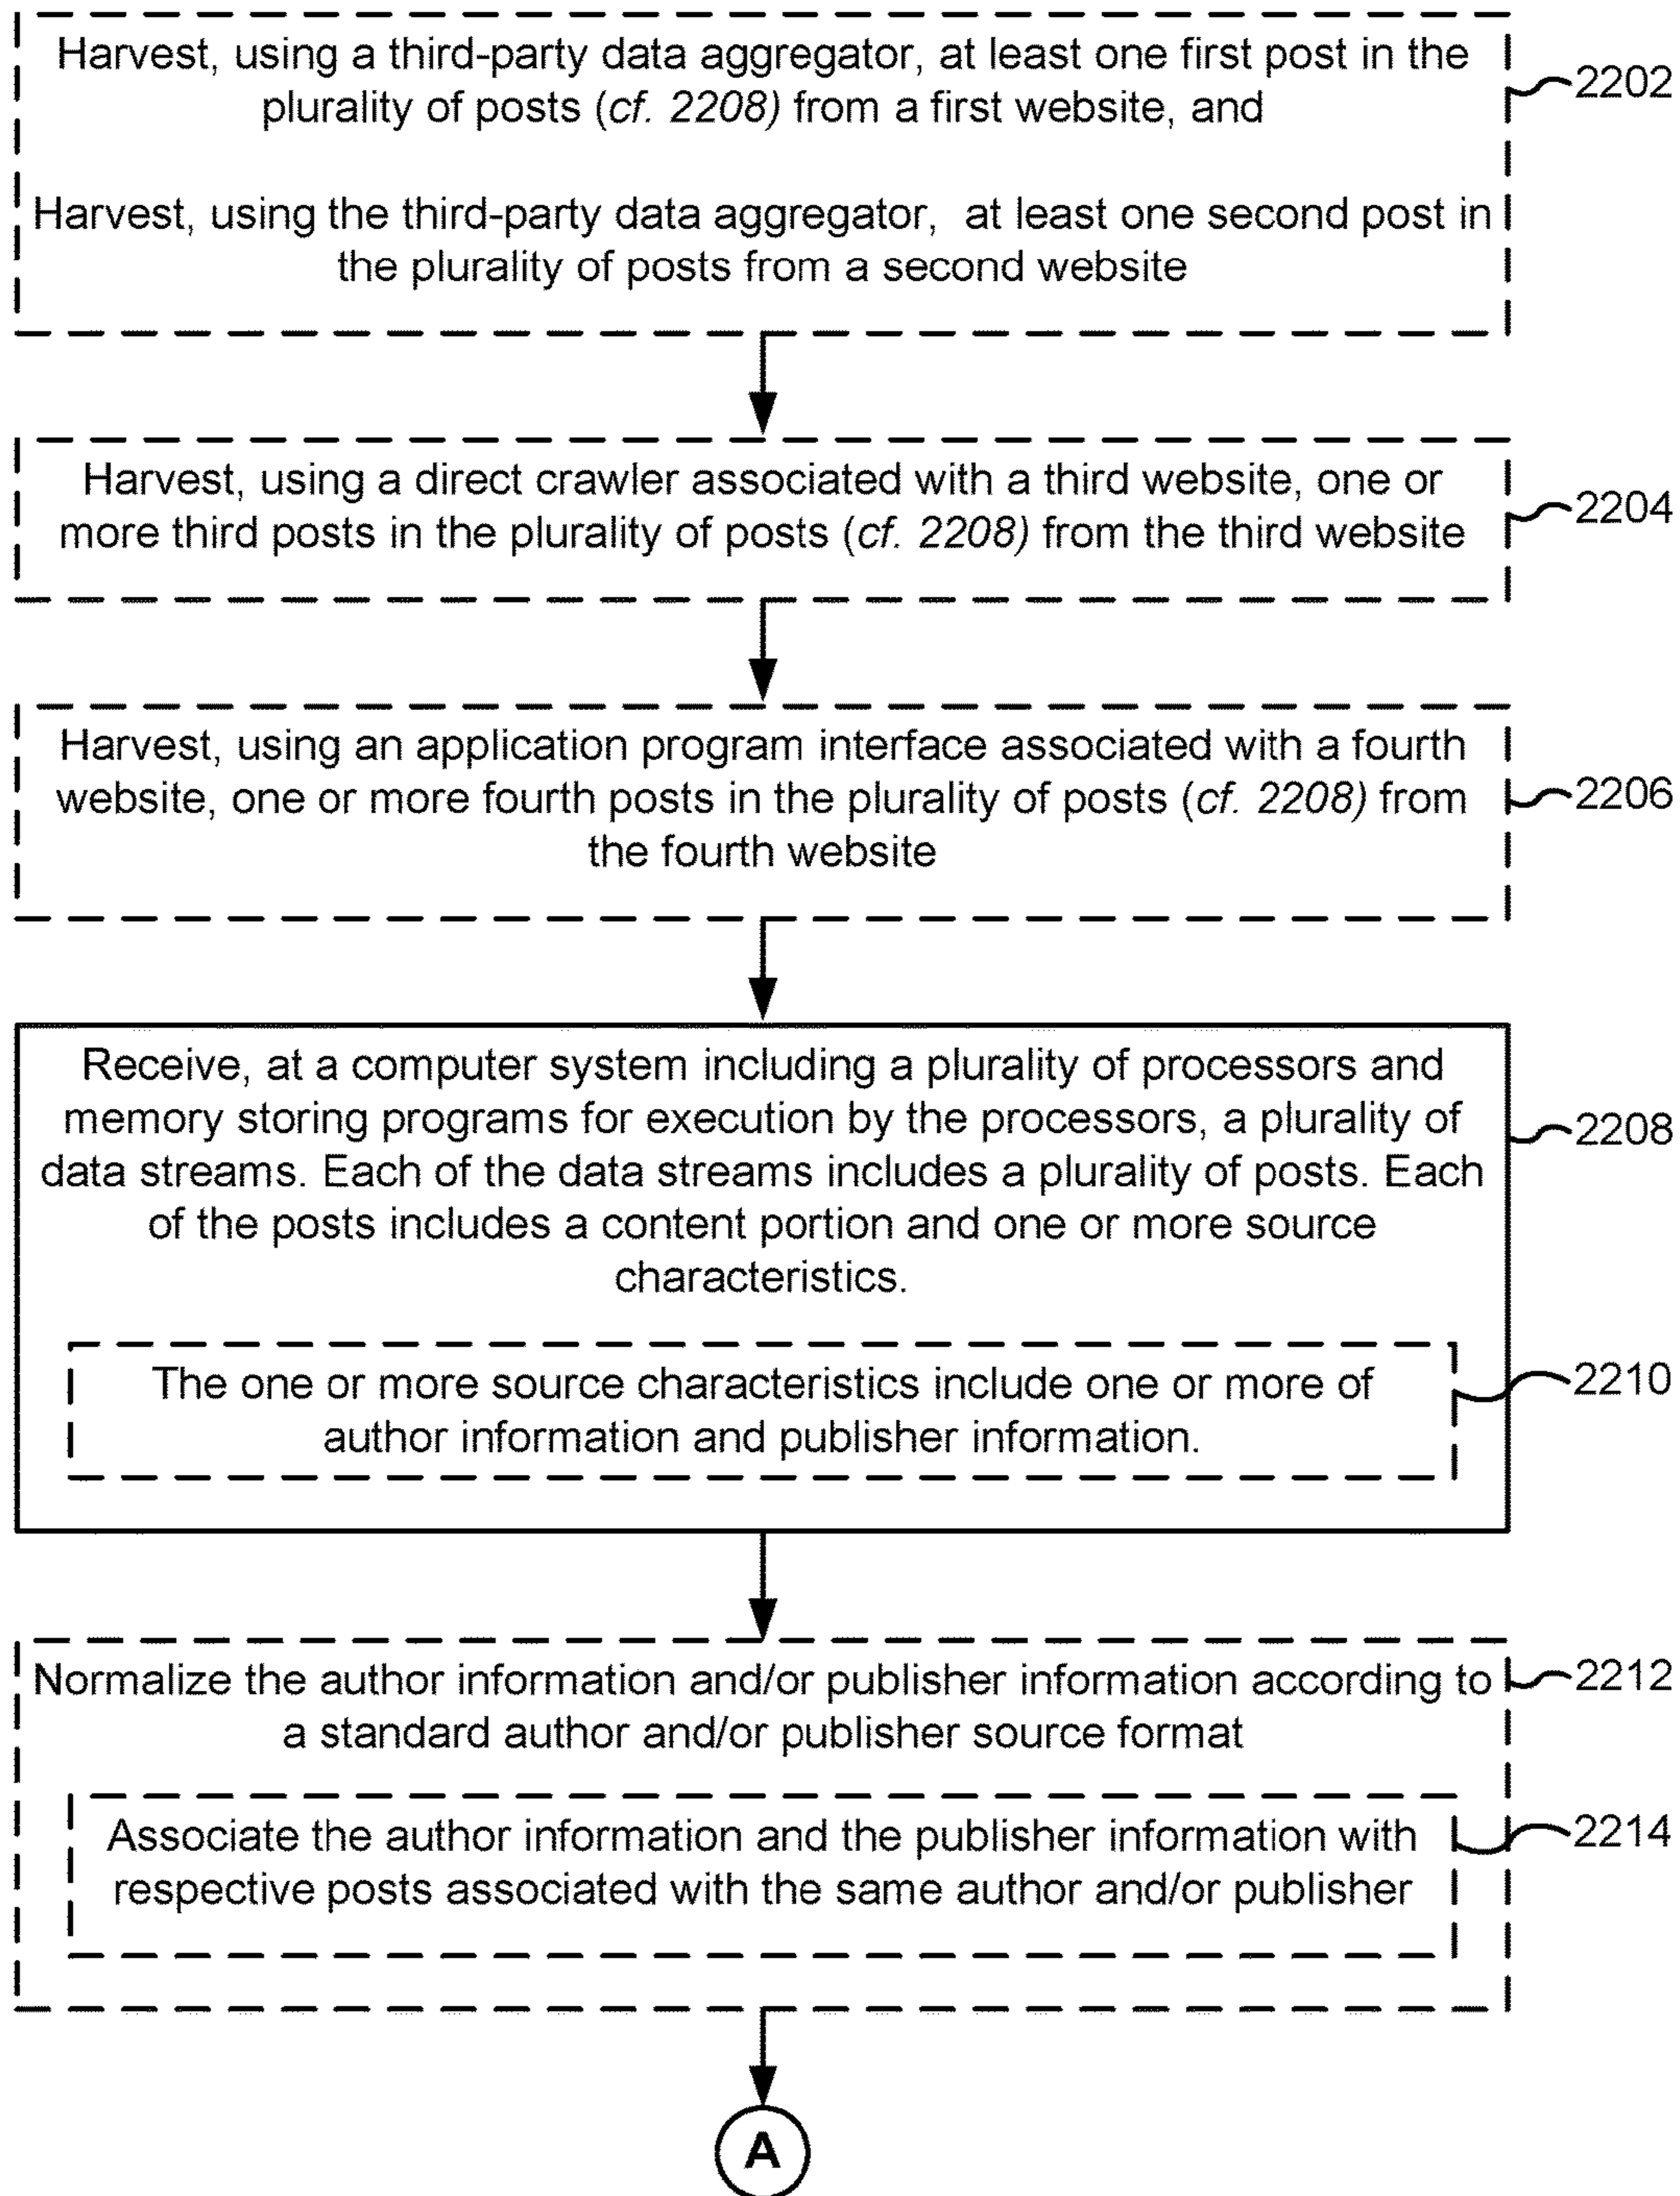 Harvest, using a third-party data aggregator, at least one first post in the
plurality of posts (cf. 2208) from a first website, and
2202
Harvest, using the third-party data aggregator, at least one second post in
the plurality of posts from a second website
Harvest, using a direct crawler associated with a third website, one or
more third posts in the plurality of posts (cf. 2208) from the third website
2204
Harvest, using an application program interface associated with a fourth
website, one or more fourth posts in the plurality of posts (cf. 2208) from
the fourth website
2206
Receive, at a computer system including a plurality of processors and
memory storing programs for execution by the processors, a plurality of
data streams. Each of the data streams includes a plurality of posts. Each
of the posts includes a content portion and one or more source
characteristics.
2208
The one or more source characteristics include one or more of
author information and publisher information.
2210
Normalize the author information and/or publisher information according to
a standard author and/or publisher source format
2212
Associate the author information and the publisher information with
respective posts associated with the same author and/or publisher
2214
A